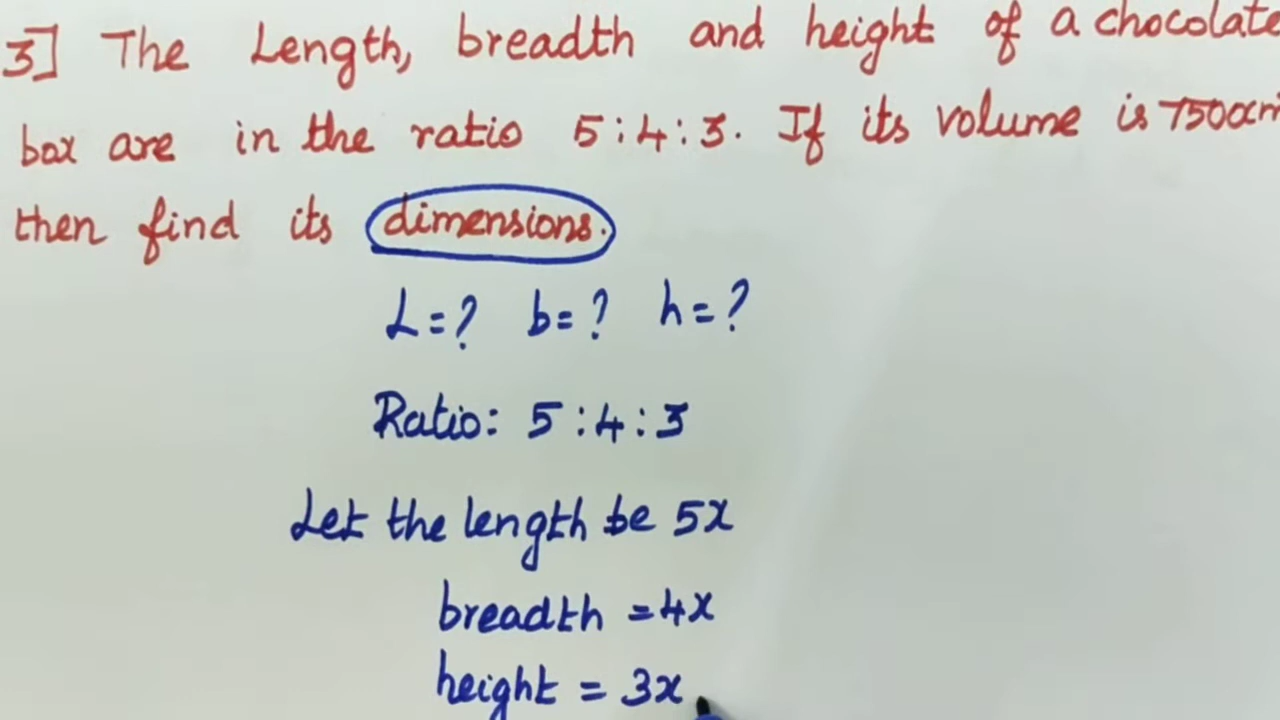 3] The Length, breadth and height of a chocolate
box are in the ratio 5:4:3. If its volume is 7500cm
then find its dimensions.
L=? b=? h=?
Ratio: 5:4:3
Let the length be 5x
breadth = 4x
height = 3x